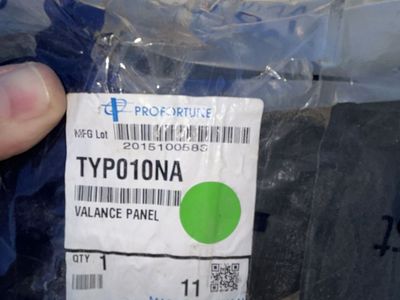 PROFORTUNE
MFG Lot
2015100583
TYP010NA
VALANCE PANEL
QTY 1
11